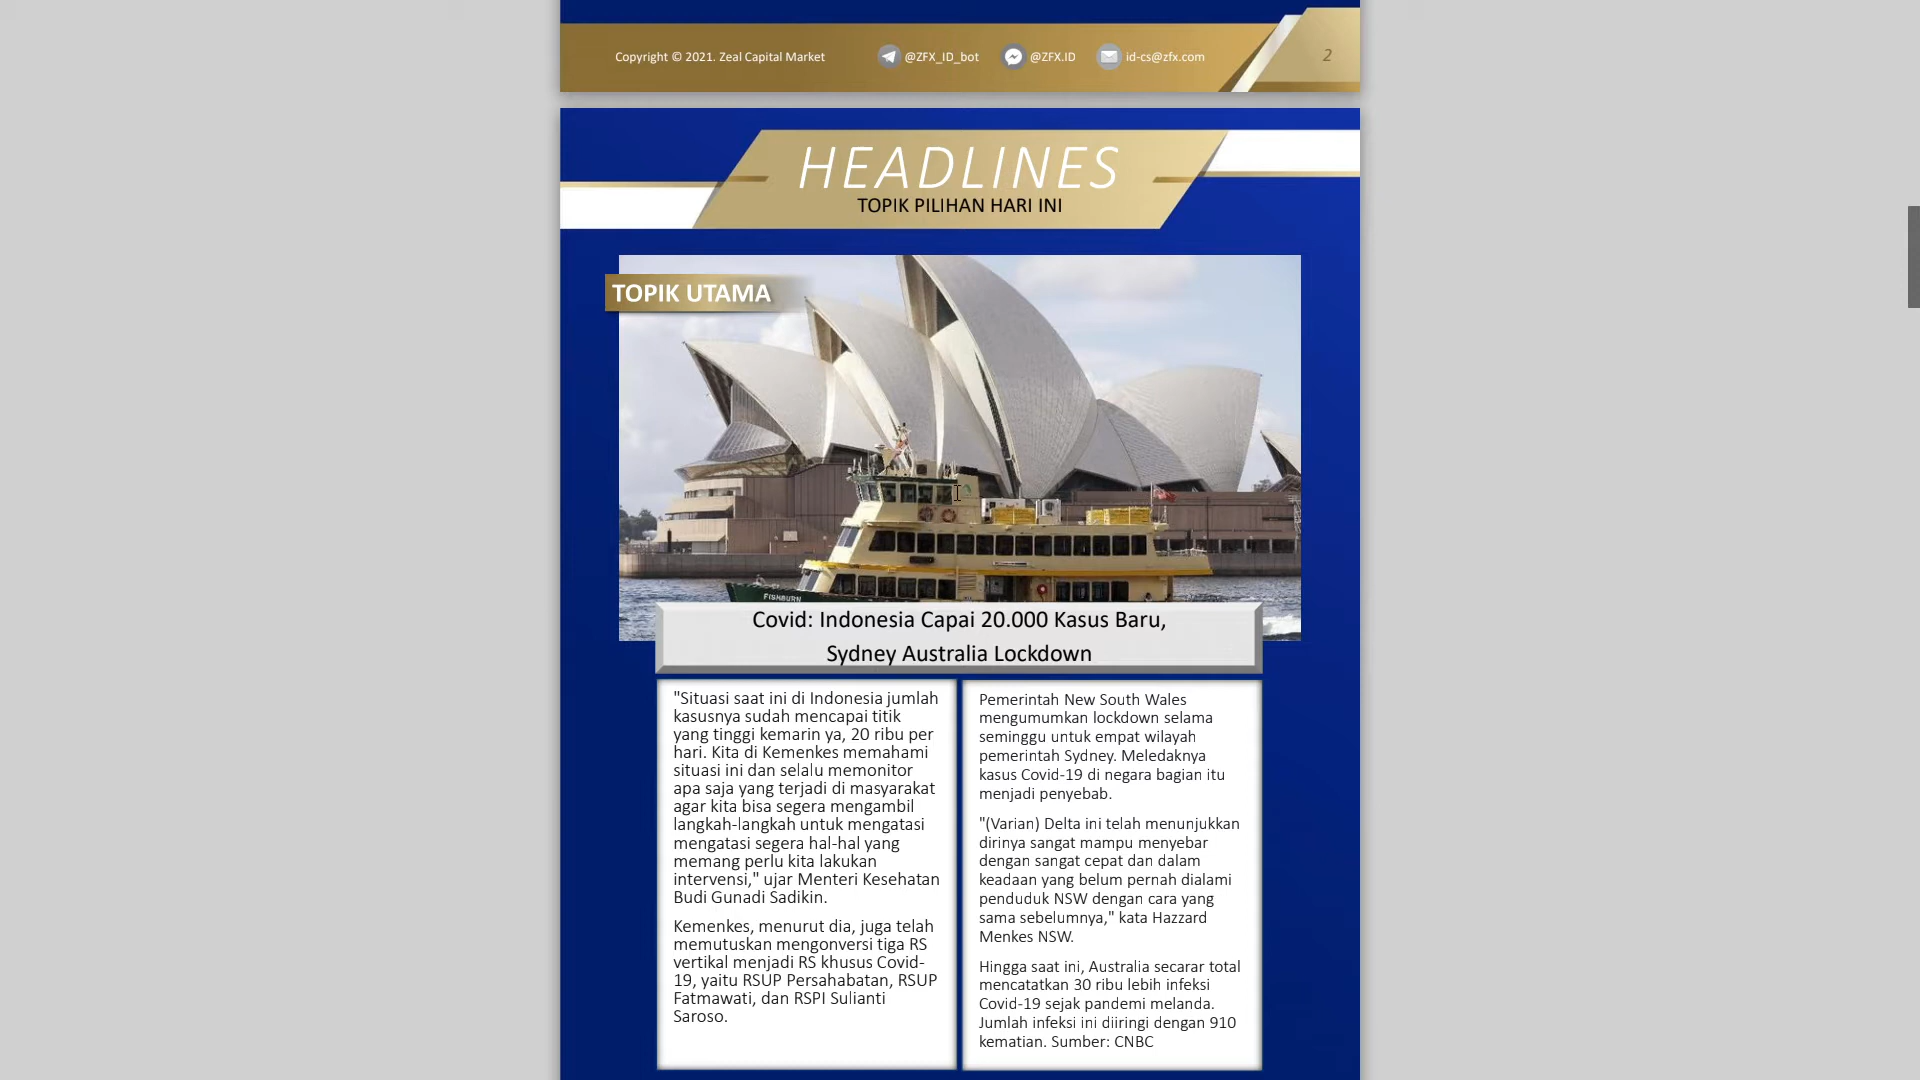 Copyright © 2021. Zeal Capital Market
@ZFX_ID_bot
@ZFX.ID
id-cs@zfx.com
2
HEADLINES
TOPIK PILIHAN HARI INI
TOPIK UTAMA
FISHBURN
Covid: Indonesia Capai 20.000 Kasus Baru,
Sydney Australia Lockdown
"Situasi saat ini di Indonesia jumlah
kasusnya sudah mencapai titik
yang tinggi kemarin ya, 20 ribu per
hari. Kita di Kemenkes memahami
situasi ini dan selalu memonitor
apa saja yang terjadi di masyarakat
agar kita bisa segera mengambil
langkah-langkah untuk mengatasi
mengatasi segera hal-hal yang
memang perlu kita lakukan
intervensi," ujar Menteri Kesehatan
Budi Gunadi Sadikin.
Kemenkes, menurut dia, juga telah
memutuskan mengonversi tiga RS
vertikal menjadi RS khusus Covid-
19, yaitu RSUP Persahabatan, RSUP
Fatmawati, dan RSPI Sulianti
Saroso.
Pemerintah New South Wales
mengumumkan lockdown selama
seminggu untuk empat wilayah
pemerintah Sydney. Meledaknya
kasus Covid-19 di negara bagian itu
menjadi penyebab.
"(Varian) Delta ini telah menunjukkan
dirinya sangat mampu menyebar
dengan sangat cepat dan dalam
keadaan yang belum pernah dialami
penduduk NSW dengan cara yang
sama sebelumnya," kata Hazzard
Menkes NSW.
Hingga saat ini, Australia secarar total
mencatatkan 30 ribu lebih infeksi
Covid-19 sejak pandemi melanda.
Jumlah infeksi ini diiringi dengan 910
kematian. Sumber: CNBC